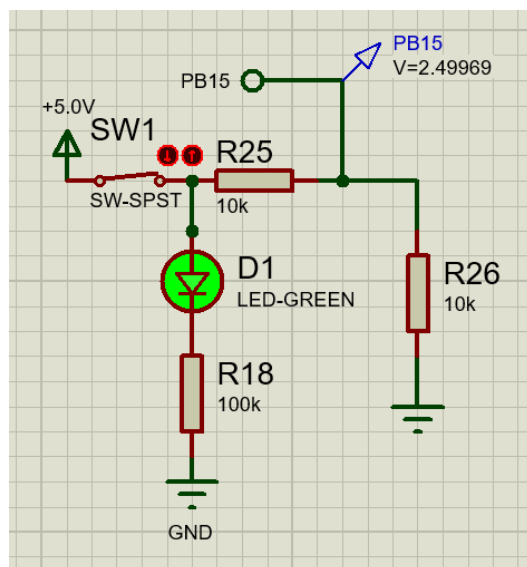 PB15
V=2.49969
PB15
+5.0V
SW1
SW-SPST
R25
10k
D1
LED-GREEN
R26
10k
R18
100k
GND